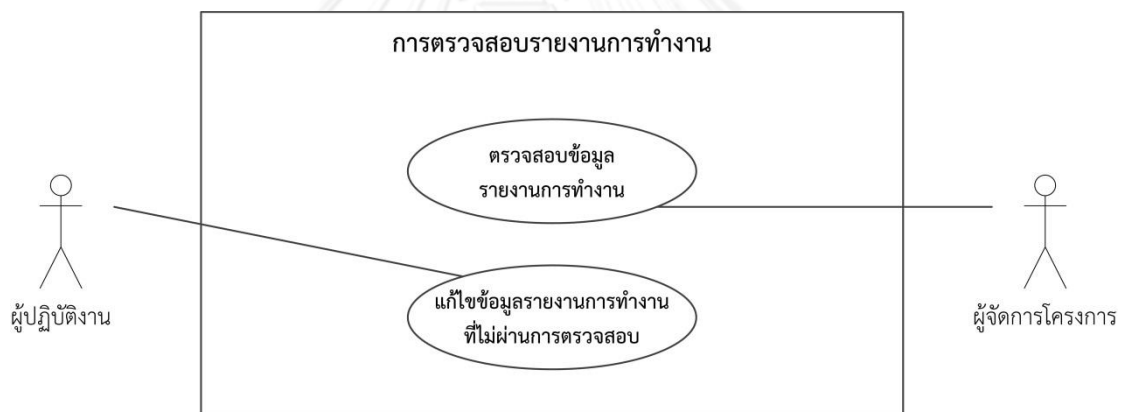 การตรวจสอบรายงานการทำงาน
ตรวจสอบข้อมูล
รายงานการทำงาน
แก้ไขข้อมูลรายงานการทำงาน
ที่ไม่ผ่านการตรวจสอบ
ผู้ปฏิบัติงาน
ผู้จัดการโครงการ